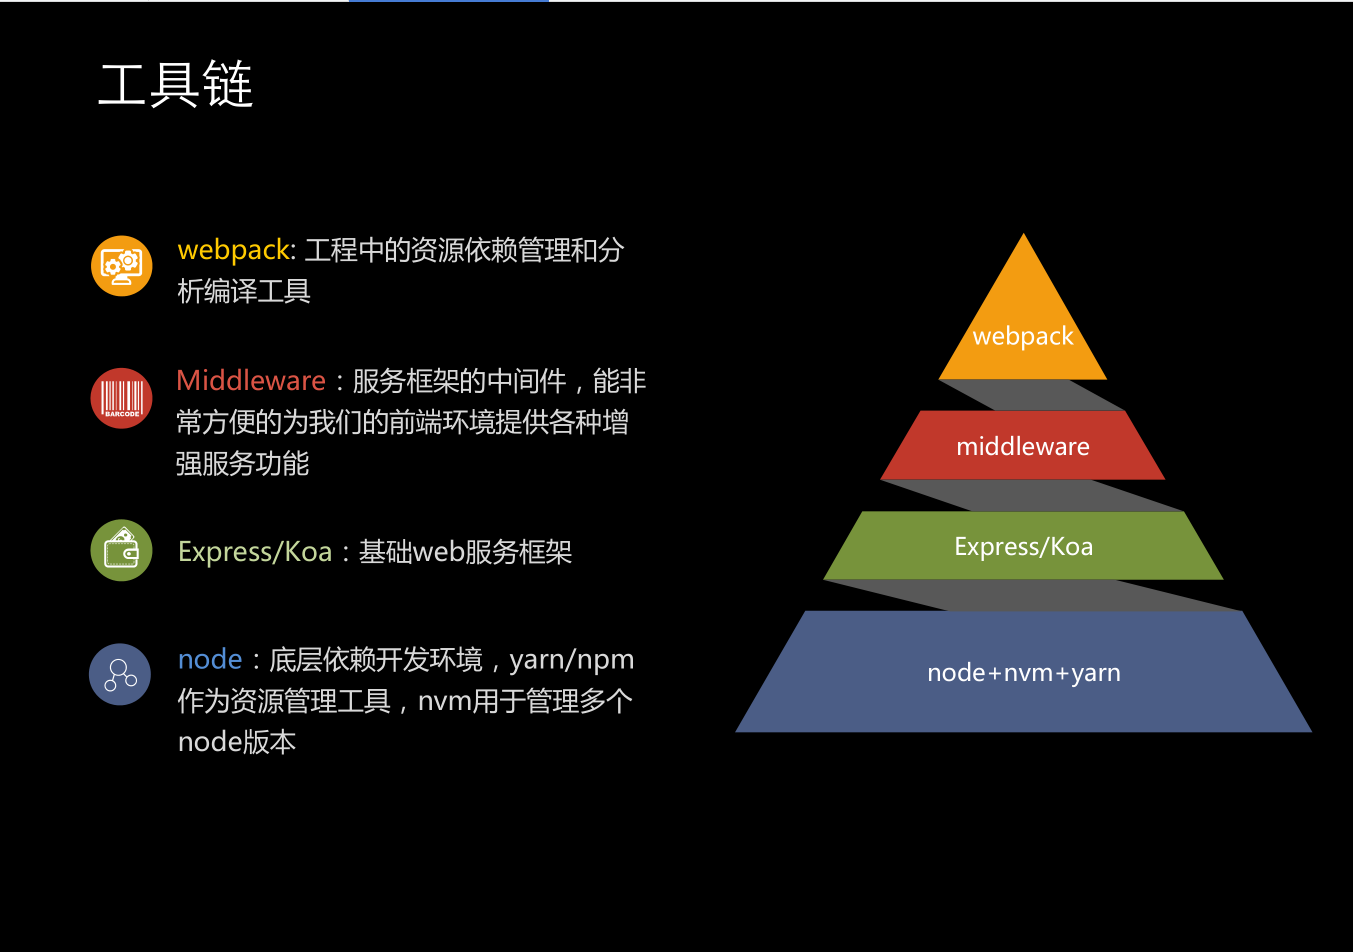 工具链
webpack: 工程中的资源依赖管理和分
析编译工具
Middleware：服务框架的中间件，能非
常方便的为我们的前端环境提供各种增
强服务功能
BARCODE
Express/Koa：基础web服务框架
node：底层依赖开发环境，yarn/npm
作为资源管理工具，nvm用于管理多个
node版本
webpack
middleware
Express/Koa
node+nvm+yarn